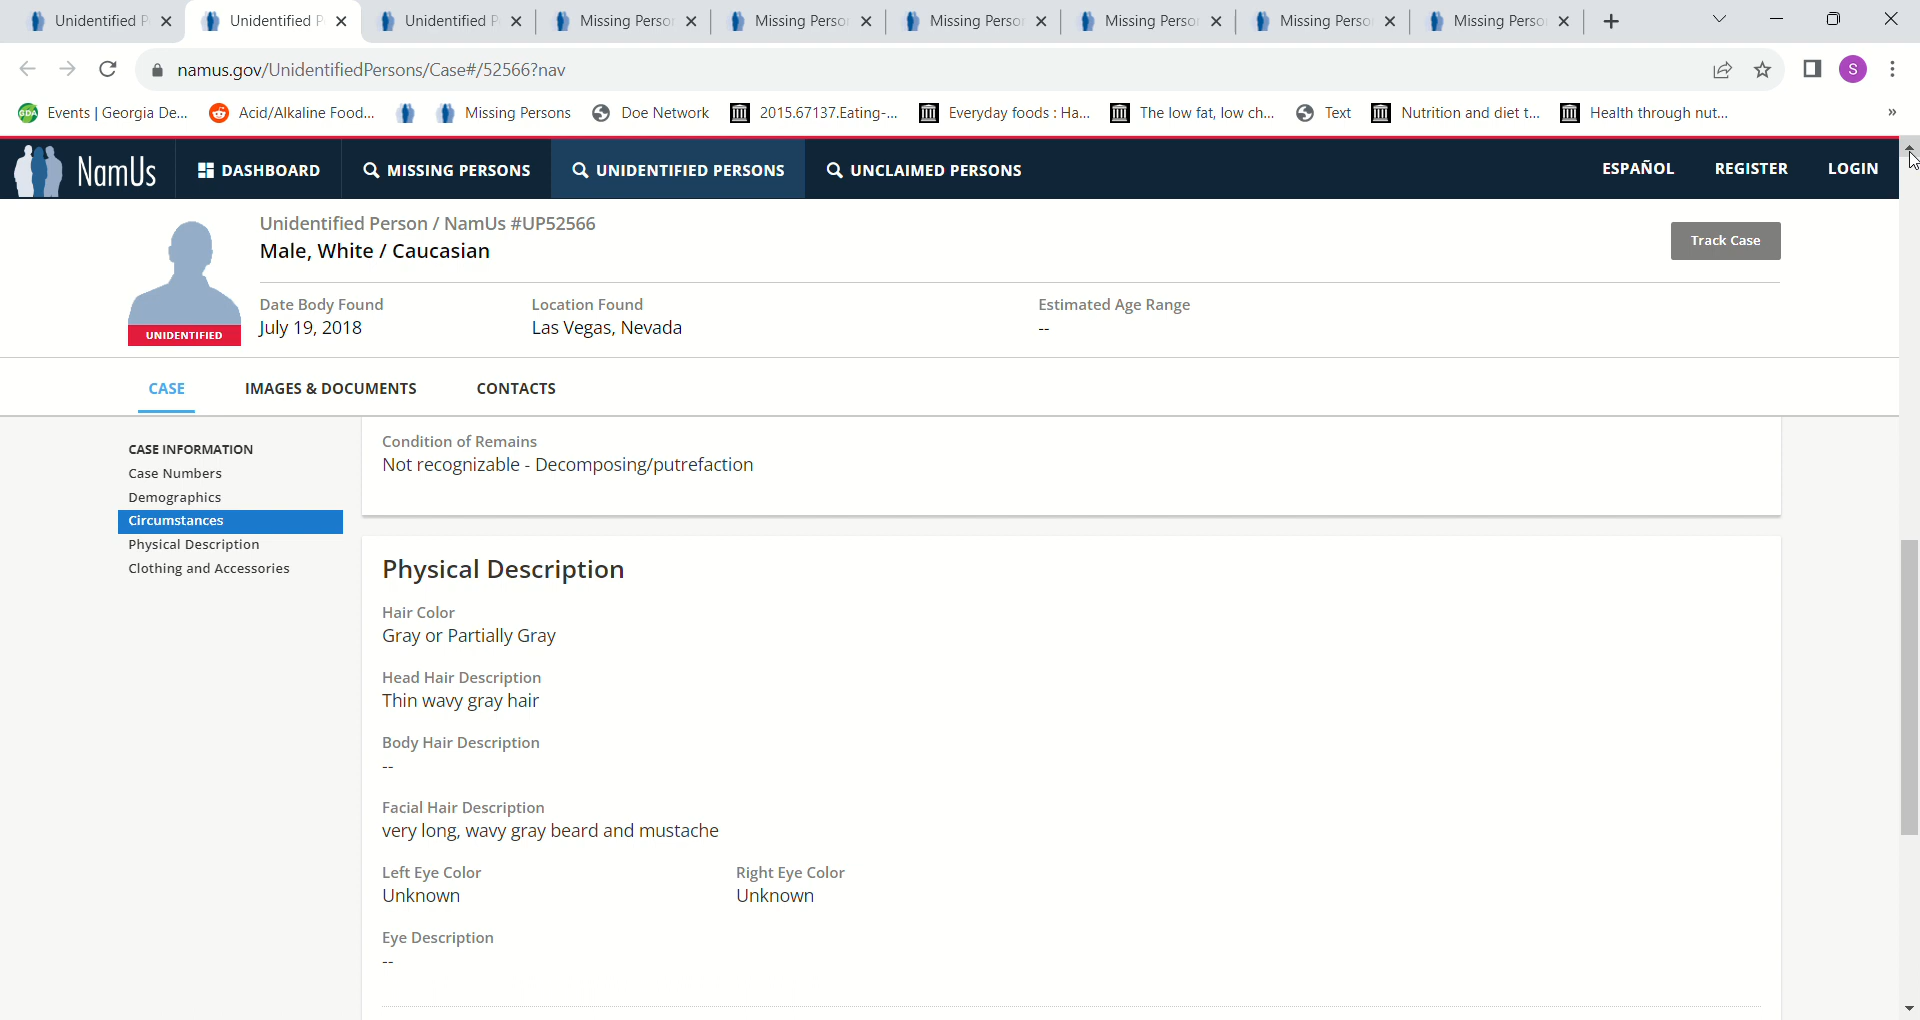 Unidentified P
Unidentified P
Unidentified P
Missing Person
Missing Person
Missing Person
Missing Person
Missing Person
Missing Person
namus.gov/UnidentifiedPersons/Case#/52566?nav
S
GDA Events | Georgia De...
Acid/Alkaline Food...
Missing Persons
Doe Network
2015.67137.Eating-...
Everyday foods : Ha...
The low fat, low ch...
Text
Nutrition and diet t...
Health through nut...
»
NamUs
DASHBOARD
MISSING PERSONS
UNIDENTIFIED PERSONS
UNCLAIMED PERSONS
ESPAÑOL
REGISTER
LOGIN
Unidentified Person / NamUs #UP52566
Male, White / Caucasian
Track Case
UNIDENTIFIED
Date Body Found
July 19, 2018
Location Found
Las Vegas, Nevada
Estimated Age Range
--
CASE
IMAGES & DOCUMENTS
CONTACTS
CASE INFORMATION
Case Numbers
Demographics
Circumstances
Physical Description
Clothing and Accessories
Condition of Remains
Not recognizable - Decomposing/putrefaction
Physical Description
Hair Color
Gray or Partially Gray
Head Hair Description
Thin wavy gray hair
Body Hair Description
--
Facial Hair Description
very long, wavy gray beard and mustache
Left Eye Color
Unknown
Right Eye Color
Unknown
Eye Description
--